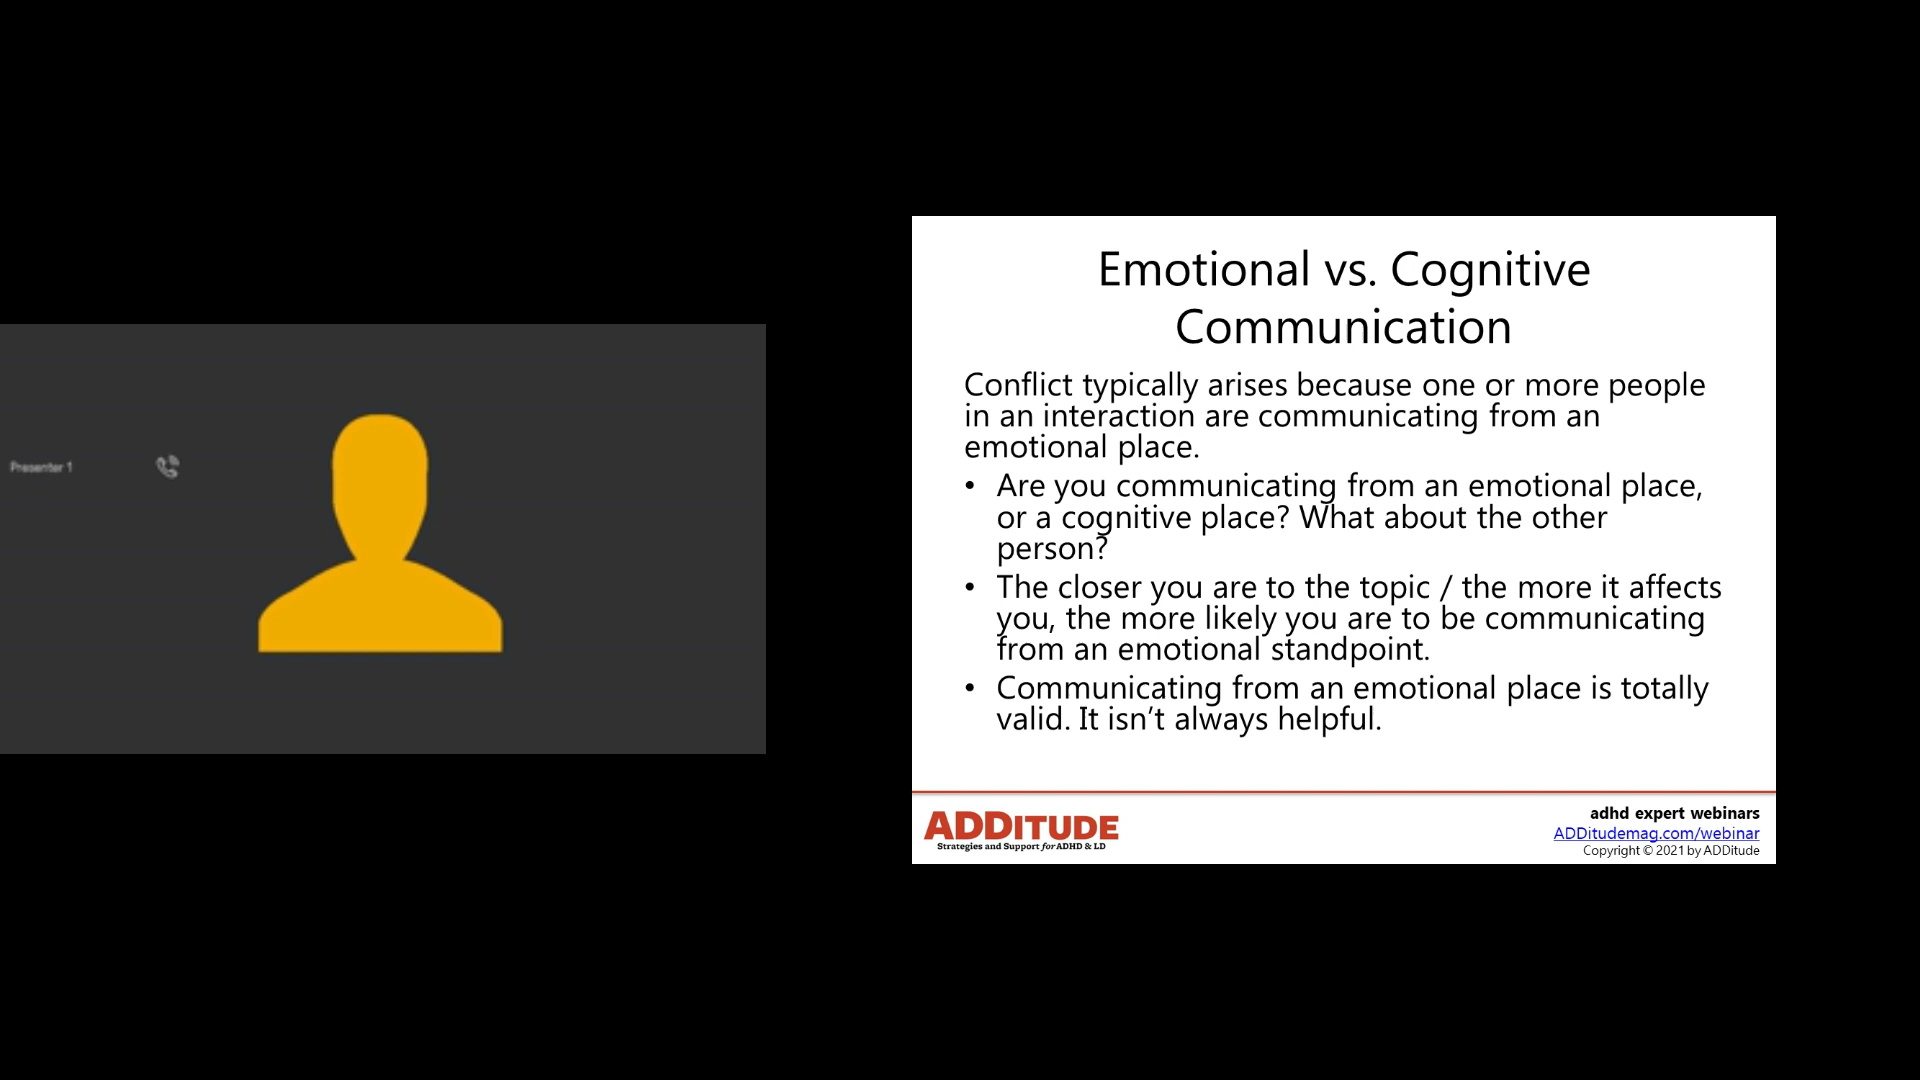 Presenter 1
Emotional vs. Cognitive
Communication
Conflict typically arises because one or more people
in an interaction are communicating from an
emotional place.
• Are you communicating from an emotional place,
or a cognitive place? What about the other
person?
• The closer you are to the topic / the more it affects
you, the more likely you are to be communicating
from an emotional standpoint.
• Communicating from an emotional place is totally
valid. It isn’t always helpful.
ADDITUDE
Strategies and Support for ADHD & LD
adhd expert webinars
ADDitudemag.com/webinar
Copyright © 2021 by ADDitude